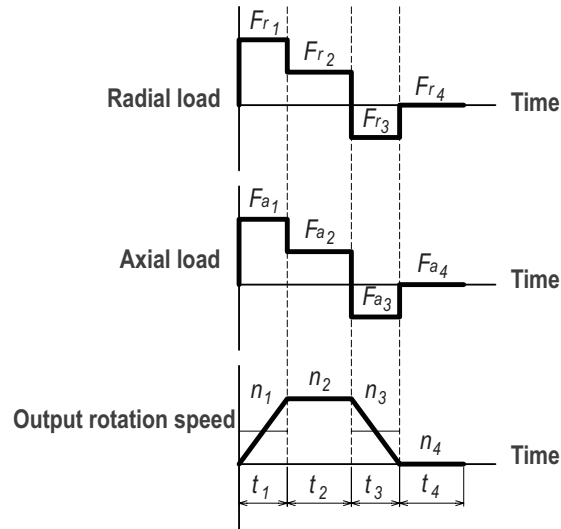 Fr1
Fr2
Fr4
Radial load
Time
Fr3
Fa1
Fa2
Fa4
Axial load
Time
Fa3
n1
n2
n3
Output rotation speed
n4
Time
t1
t2
t3
t4